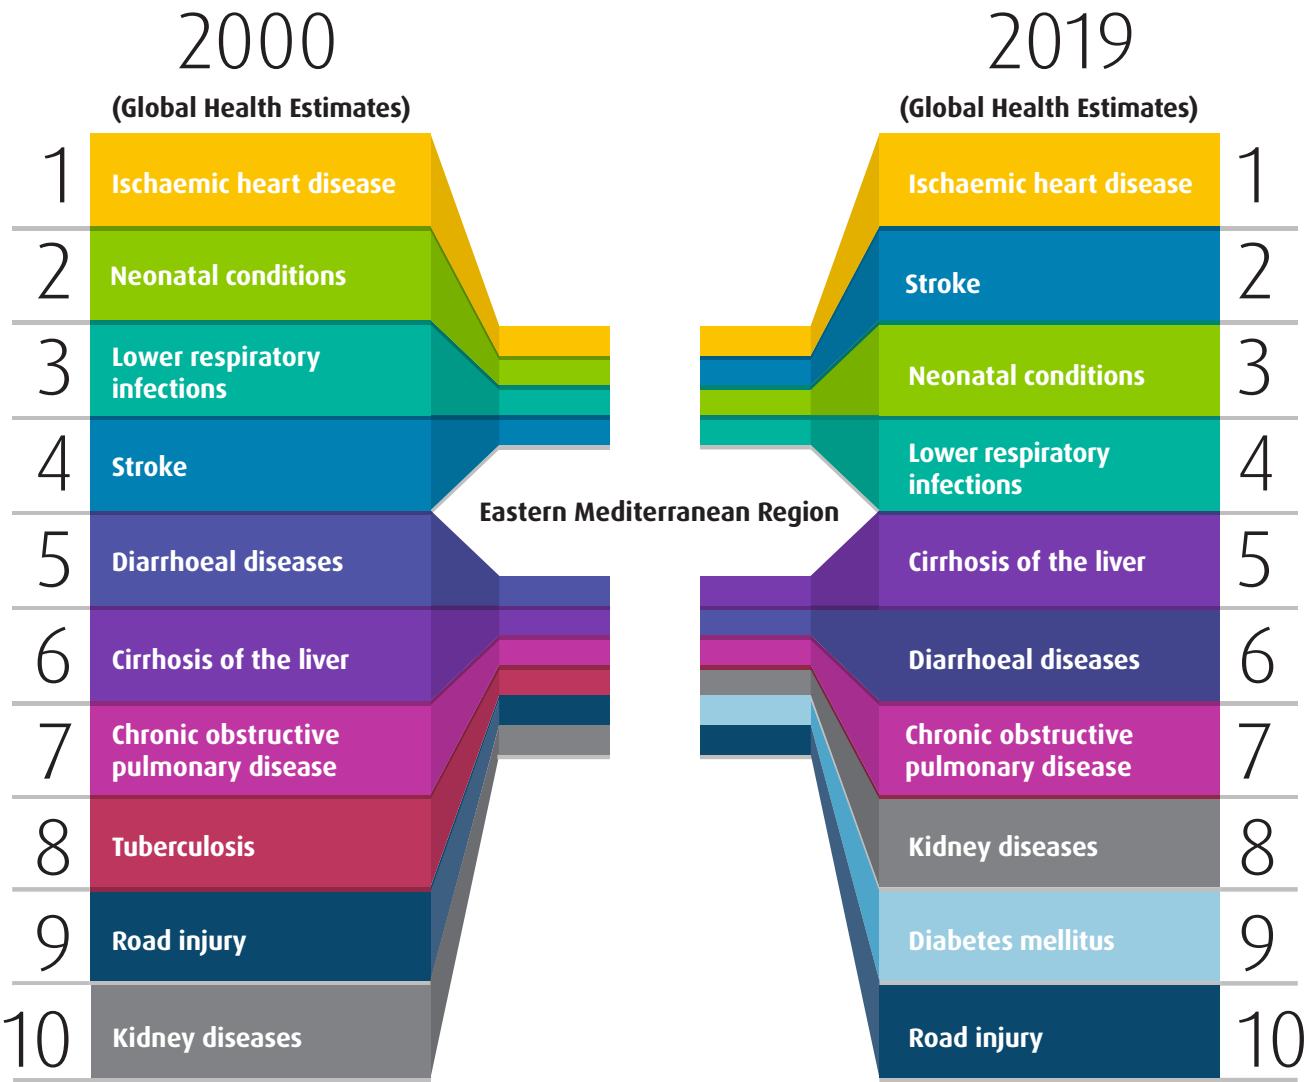 2000
(Global Health Estimates)
1
Ischaemic heart disease
2
Neonatal conditions
3
Lower respiratory
infections
4
Stroke
5
Diarrhoeal diseases
6
Cirrhosis of the liver
7
Chronic obstructive
pulmonary disease
8
Tuberculosis
9
Road injury
10
Kidney diseases
Eastern Mediterranean Region
2019
(Global Health Estimates)
Ischaemic heart disease
1
Stroke
2
Neonatal conditions
3
Lower respiratory
infections
4
Cirrhosis of the liver
5
Diarrhoeal diseases
6
Chronic obstructive
pulmonary disease
7
Kidney diseases
8
Diabetes mellitus
9
Road injury
10